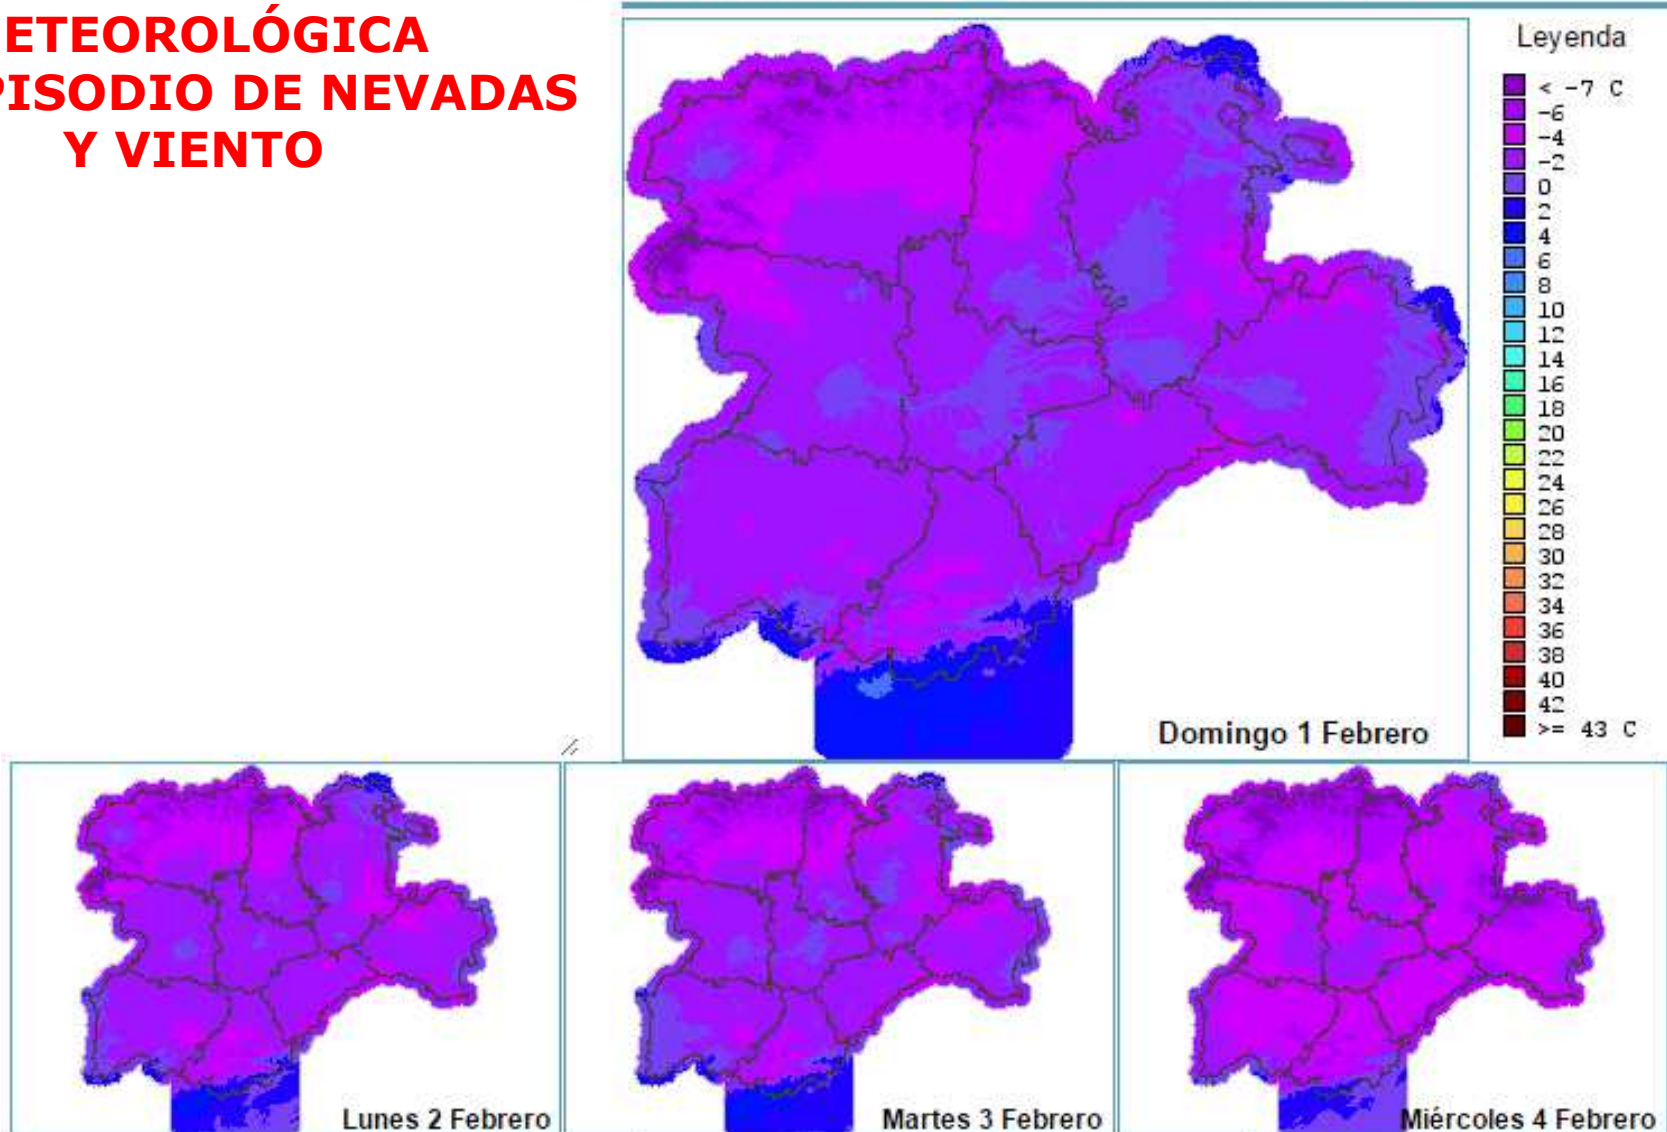 ETEOROLÓGICA
PISODIO DE NEVADAS
Y VIENTO
Leyenda
< -7 C
-6
-4
-2
0
2
4
6
8
10
12
14
16
18
20
22
24
26
28
30
32
34
36
38
40
42
>= 43 C
Domingo 1 Febrero
Lunes 2 Febrero
Martes 3 Febrero
Miércoles 4 Febrero